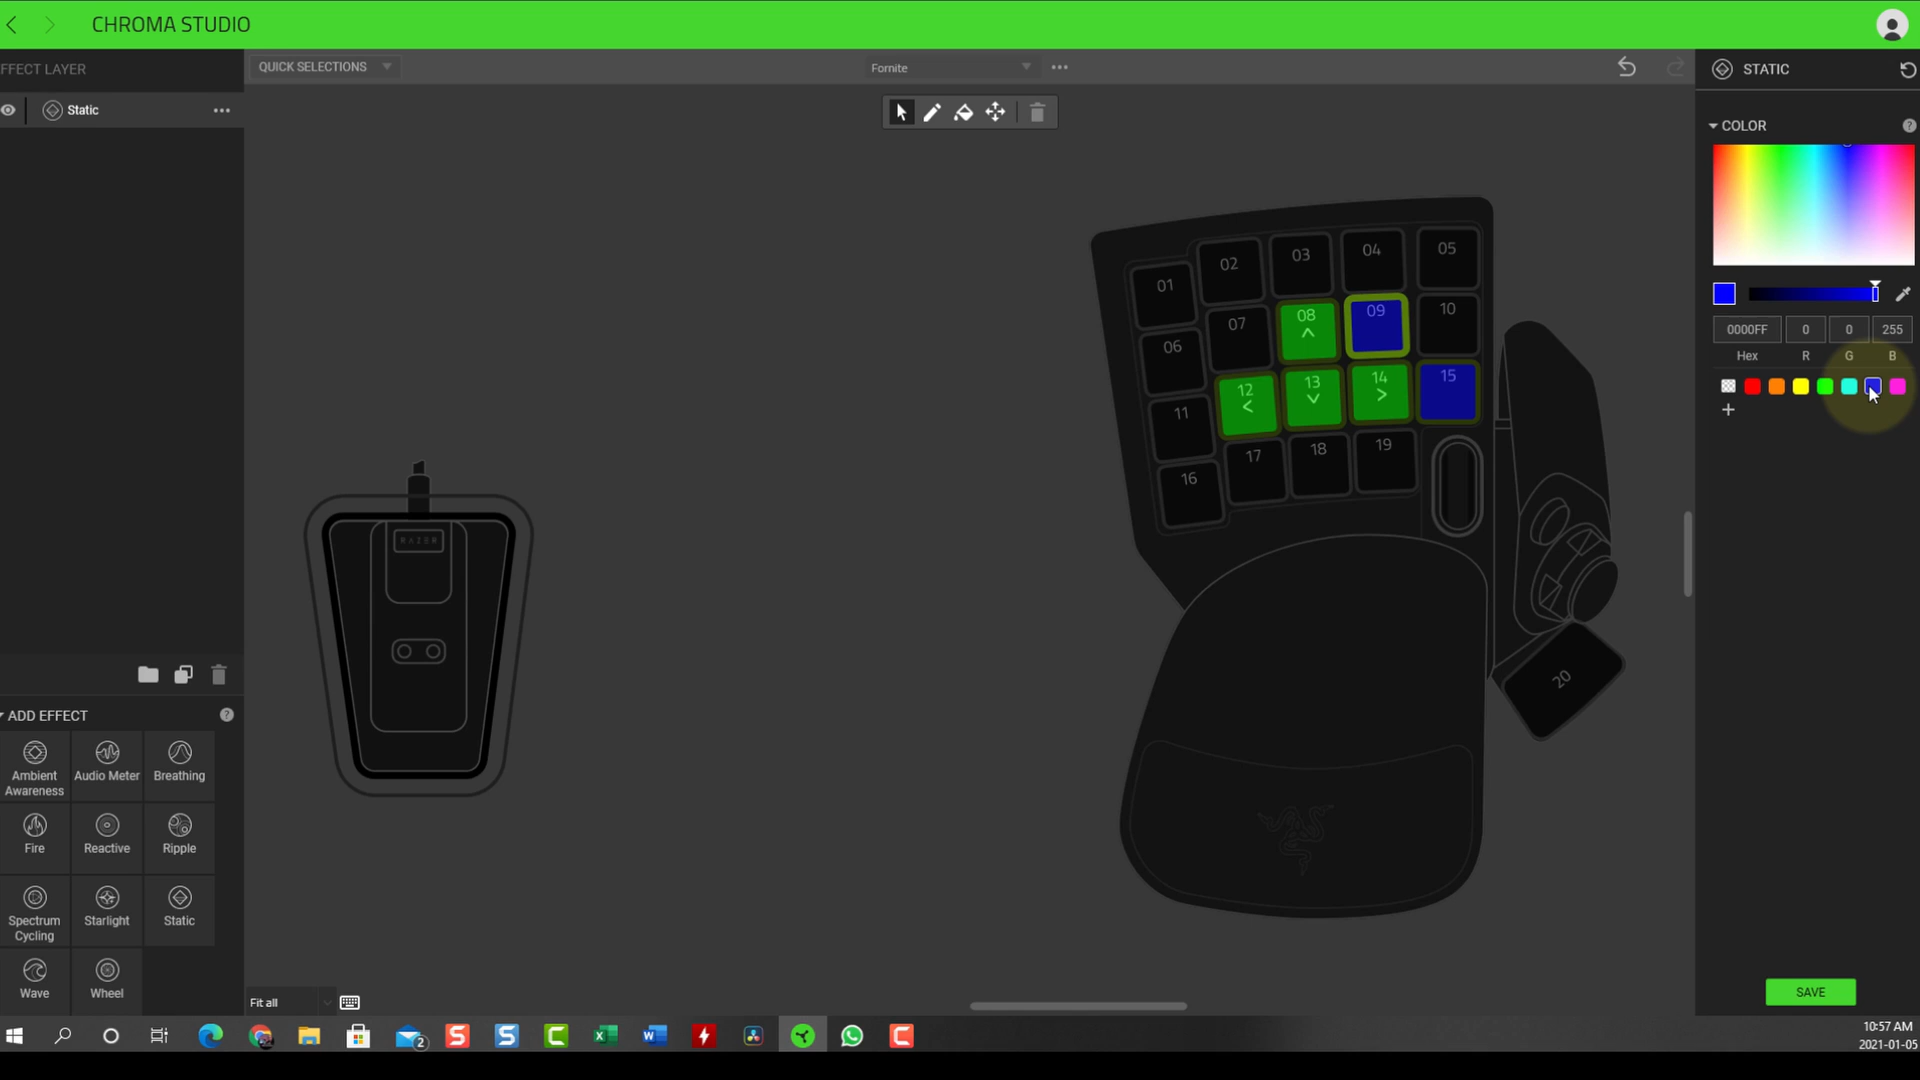 CHROMA STUDIO
FFECT LAYER
QUICK SELECTIONS
Fornite
STATIC
Static
COLOR
01
02
03
04
05
06
07
08
09
10
11
12
13
14
15
16
17
18
19
20
RAZER
0000FF
0
0
255
Hex
R
G
B
ADD EFFECT
Ambient
Awareness
Audio Meter
Breathing
Fire
Reactive
Ripple
Spectrum
Cycling
Starlight
Static
Wave
Wheel
Fit all
SAVE
2
10:57 AM
2021-01-05